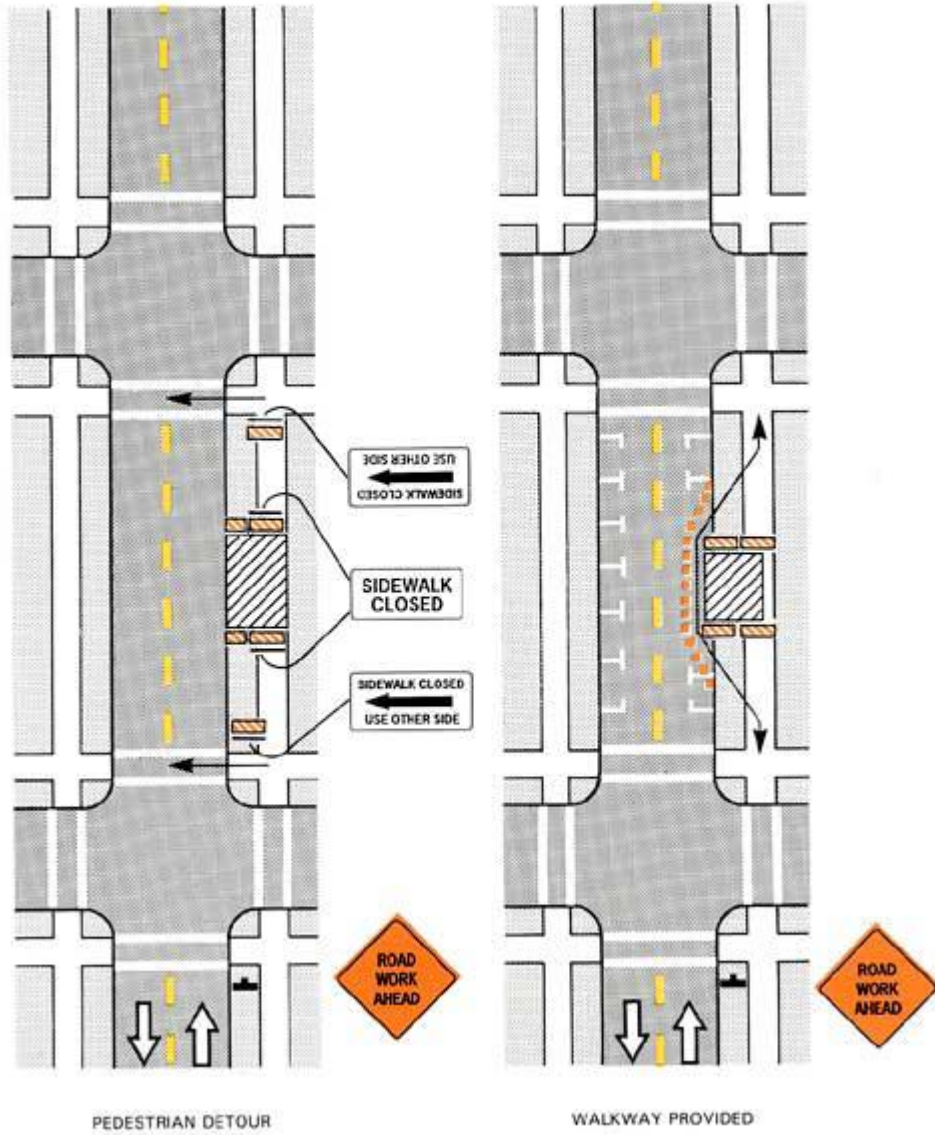 SIDEWALK CLOSED
USE OTHER SIDE
SIDEWALK
CLOSED
SIDEWALK CLOSED
USE OTHER SIDE
ROAD
WORK
AHEAD
ROAD
WORK
AHEAD
PEDESTRIAN DETOUR
WALKWAY PROVIDED